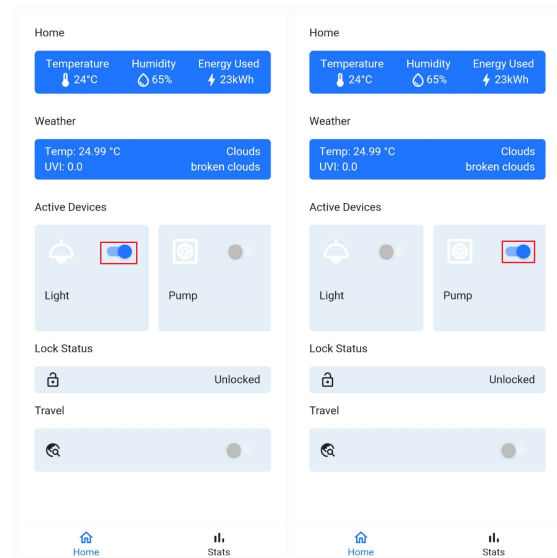 Home
Temperature Humidity Energy Used
24°C 65% 23kWh
Weather
Temp: 24.99 °C Clouds
UVI: 0.0 broken clouds
Active Devices
Light Pump
Lock Status
Unlocked
Travel
Home Stats
Home
Temperature Humidity Energy Used
24°C 65% 23kWh
Weather
Temp: 24.99 °C Clouds
UVI: 0.0 broken clouds
Active Devices
Light Pump
Lock Status
Unlocked
Travel
Home Stats